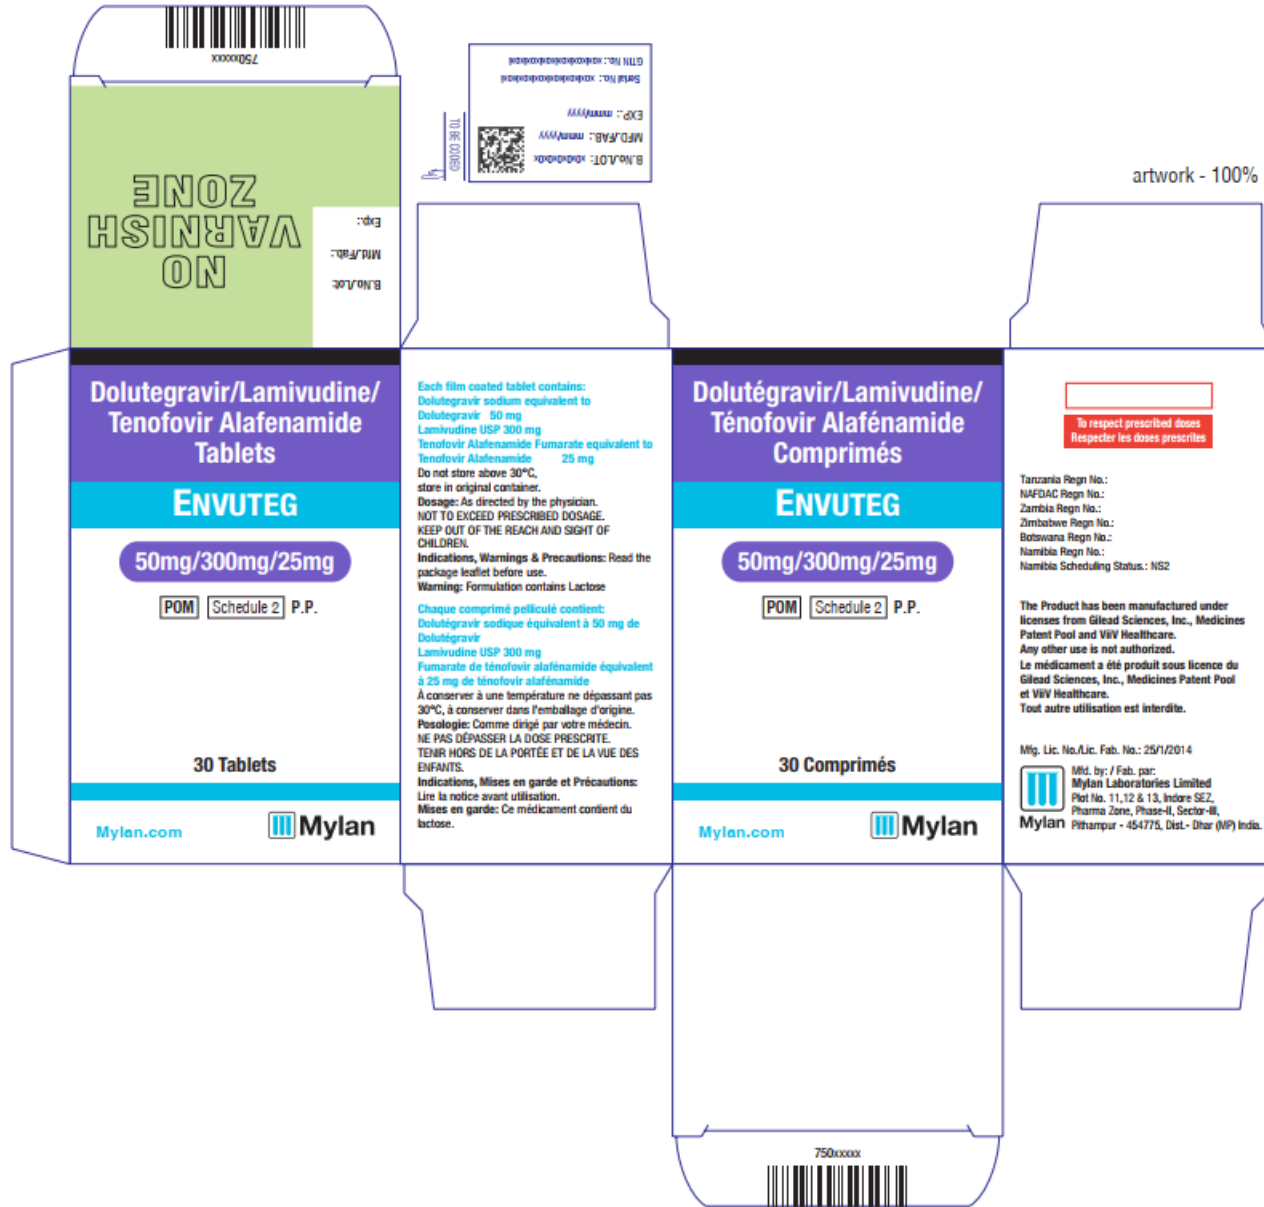 750xxxxx
NO
VARNISH
ZONE
B.No./Lot:
Mfd./Fab.:
Exp.:
TO BE CODED
B.No./LOT:
MFD./FAB.: mmm/yyyy
EXP.: mmm/yyyy
Serial No.:
GTIN No.:
artwork - 100%
Dolutegravir/Lamivudine/
Tenofovir Alafenamide
Tablets
ENVUTEG
50mg/300mg/25mg
POM Schedule 2 P.P.
30 Tablets
Mylan.com
Mylan
Each film coated tablet contains:
Dolutegravir sodium equivalent to
Dolutegravir 50 mg
Lamivudine USP 300 mg
Tenofovir Alafenamide Fumarate equivalent to
Tenofovir Alafenamide 25 mg
Do not store above 30°C,
store in original container.
Dosage: As directed by the physician.
NOT TO EXCEED PRESCRIBED DOSAGE.
KEEP OUT OF THE REACH AND SIGHT OF
CHILDREN.
Indications, Warnings & Precautions: Read the
package leaflet before use.
Warning: Formulation contains Lactose
Chaque comprimé pelliculé contient:
Dolutégravir sodique équivalent à 50 mg de
Dolutégravir
Lamivudine USP 300 mg
Fumarate de ténofovir alafénamide équivalent
à 25 mg de ténofovir alafénamide
À conserver à une température ne dépassant pas
30°C, à conserver dans l'emballage d'origine.
Posologie: Comme dirigé par votre médecin.
NE PAS DÉPASSER LA DOSE PRESCRITE.
TENIR HORS DE LA PORTÉE ET DE LA VUE DES
ENFANTS.
Indications, Mises en garde et Précautions:
Lire la notice avant utilisation.
Mises en garde: Ce médicament contient du
lactose.
Dolutégravir/Lamivudine/
Ténofovir Alafénamide
Comprimés
ENVUTEG
50mg/300mg/25mg
POM Schedule 2 P.P.
30 Comprimés
Mylan.com
Mylan
To respect prescribed doses
Respecter les doses prescrites
Tanzania Regn No.:
NAFDAC Regn No.:
Zambia Regn No.:
Zimbabwe Regn No.:
Botswana Regn No.:
Namibia Regn No.:
Namibia Scheduling Status.: NS2
The Product has been manufactured under
licenses from Gilead Sciences, Inc., Medicines
Patent Pool and ViiV Healthcare.
Any other use is not authorized.
Le médicament a été produit sous licence du
Gilead Sciences, Inc., Medicines Patent Pool
et ViiV Healthcare.
Tout autre utilisation est interdite.
Mfg. Lic. No./Lic. Fab. No.: 25/1/2014
Mfd. by: / Fab. par:
Mylan Laboratories Limited
Plot No. 11,12 & 13, Indore SEZ,
Pharma Zone, Phase-II, Sector-III,
Pithampur - 454775, Dist.- Dhar (MP) India.
Mylan
750xxxxx